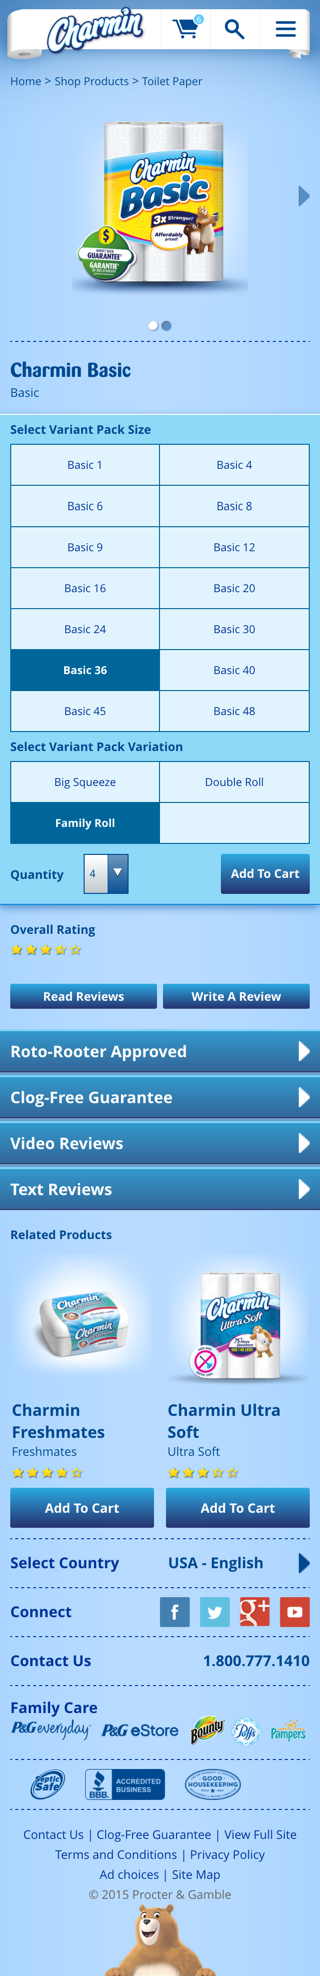 Charmin
6
Home > Shop Products > Toilet Paper
Charmin
Basic
3x Stronger!
Affordably
priced!
$
GUARANTEE
GARANTIE
Charmin Basic
Basic
Select Variant Pack Size
Basic 1
Basic 4
Basic 6
Basic 8
Basic 9
Basic 12
Basic 16
Basic 20
Basic 24
Basic 30
Basic 36
Basic 40
Basic 45
Basic 48
Select Variant Pack Variation
Big Squeeze
Double Roll
Family Roll
Quantity
4
Add To Cart
Overall Rating
Read Reviews
Write A Review
Roto-Rooter Approved
Clog-Free Guarantee
Video Reviews
Text Reviews
Related Products
Charmin
Charmin
Charmin
Ultra Soft
Charmin
Freshmates
Freshmates
Charmin Ultra
Soft
Ultra Soft
Add To Cart
Add To Cart
Select Country
USA - English
Connect
f
g+
Contact Us
1.800.777.1410
Family Care
P&G everyday
P&G eStore
Bounty
Puffs
Pampers
Septic
Safe
BBB.
ACCREDITED
BUSINESS
GOOD
HOUSEKEEPING
Contact Us | Clog-Free Guarantee | View Full Site
Terms and Conditions | Privacy Policy
Ad choices | Site Map
© 2015 Procter & Gamble